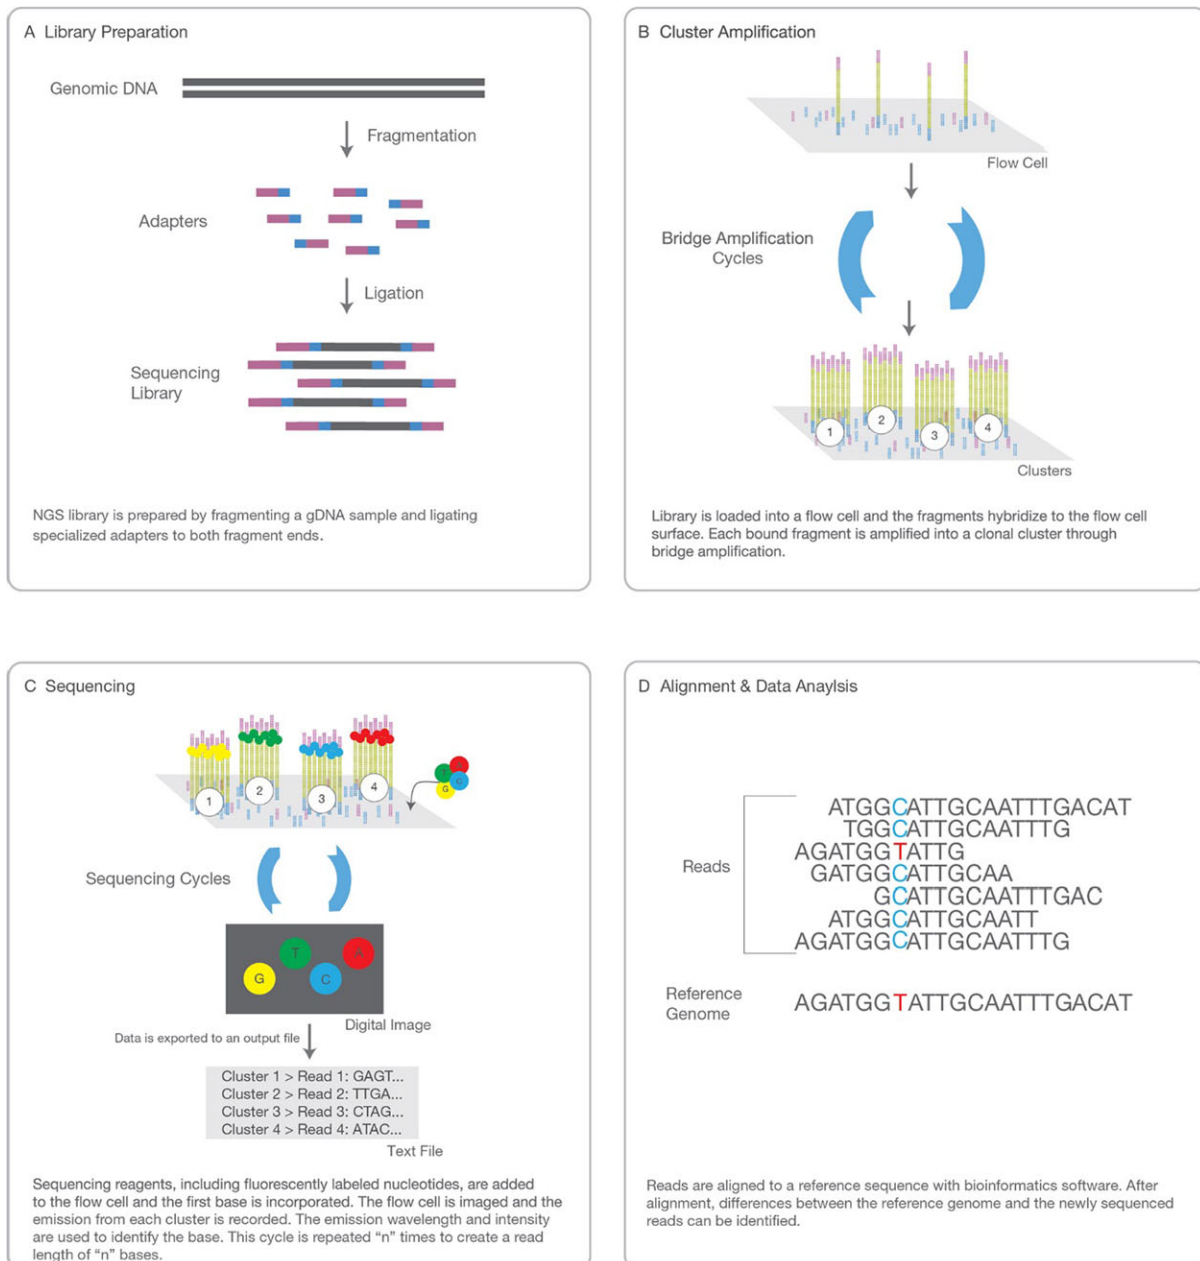 A Library Preparation
Genomic DNA
Fragmentation
Adapters
Ligation
Sequencing
Library
NGS library is prepared by fragmenting a gDNA sample and ligating
specialized adapters to both fragment ends.
B Cluster Amplification
Flow Cell
Bridge Amplification
Cycles
1
2
3
4
Clusters
Library is loaded into a flow cell and the fragments hybridize to the flow cell
surface. Each bound fragment is amplified into a clonal cluster through
bridge amplification.
C Sequencing
1
2
3
4
T
C
G
Sequencing Cycles
G
T
C
A
Digital Image
Data is exported to an output file
Cluster 1 > Read 1: GAGT...
Cluster 2 > Read 2: TTGA...
Cluster 3 > Read 3: CTAG...
Cluster 4 > Read 4: ATAC...
Text File
Sequencing reagents, including fluorescently labeled nucleotides, are added
to the flow cell and the first base is incorporated. The flow cell is imaged and the
emission from each cluster is recorded. The emission wavelength and intensity
are used to identify the base. This cycle is repeated “n” times to create a read
length of “n” bases.
D Alignment & Data Anaylsis
Reads
ATGGCATTGCAATTTGACAT
TGGCATTGCAATTTG
AGATGGTATTG
GATGGCATTGCAA
GCATTGCAATTTGAC
ATGGCATTGCAATT
AGATGGCATTGCAATTTG
Reference
Genome
AGATGGTATTGCAATTTGACAT
Reads are aligned to a reference sequence with bioinformatics software. After
alignment, differences between the reference genome and the newly sequenced
reads can be identified.